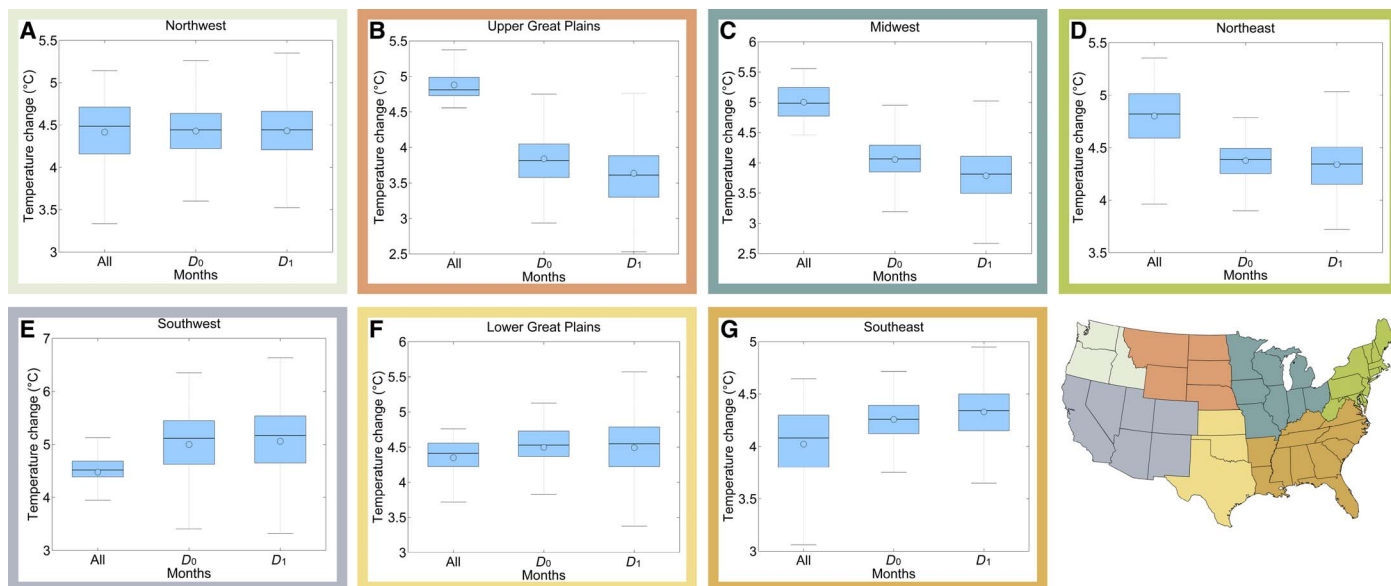 A
Northwest
Temperature change (°C)
5.5
5
4.5
4
3.5
3
All
D0
D1
Months
B
Upper Great Plains
Temperature change (°C)
5.5
5
4.5
4
3.5
3
2.5
All
D0
D1
Months
C
Midwest
Temperature change (°C)
6
5.5
5
4.5
4
3.5
3
2.5
All
D0
D1
Months
D
Northeast
Temperature change (°C)
5.5
5
4.5
4
3.5
All
D0
D1
Months
E
Southwest
Temperature change (°C)
7
6
5
4
3
All
D0
D1
Months
F
Lower Great Plains
Temperature change (°C)
6
5.5
5
4.5
4
3.5
3
All
D0
D1
Months
G
Southeast
Temperature change (°C)
5
4.5
4
3.5
3
All
D0
D1
Months